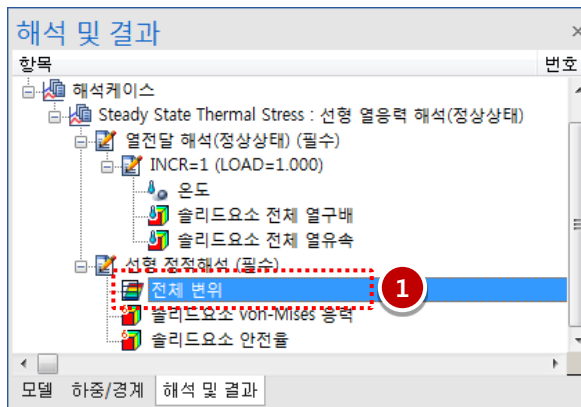 해석 및 결과
항목 번호
해석케이스
Steady State Thermal Stress : 선형 열응력 해석(정상상태)
열전달 해석(정상상태) (필수)
INCR=1 (LOAD=1.000)
온도
솔리드요소 전체 열구배
솔리드요소 전체 열유속
선형 정적해석 (필수)
전체 변위
1
솔리드요소 von-Mises 응력
솔리드요소 안전율
모델 하중/경계 해석 및 결과